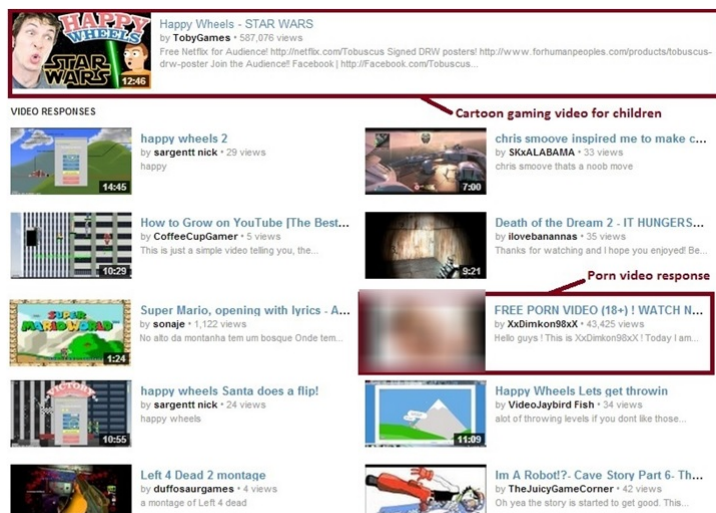 HAPPY
WHEELS
STAR
WARS
12:46
Happy Wheels - STAR WARS
by TobyGames • 587,076 views
Free Netflix for Audience! http://netflix.com/Tobuscus Signed DRW posters! http://www.forhumanpeoples.com/products/tobuscus-
drw-poster Join the Audience!! Facebook | http://Facebook.com/Tobuscus...
Cartoon gaming video for children
VIDEO RESPONSES
14:45
happy wheels 2
by sargentt nick • 29 views
happy
7:00
chris smoove inspired me to make c...
by SKxALABAMA • 33 views
chris smoove thats a noob move
10:29
How to Grow on YouTube [The Best...
by CoffeeCupGamer • 5 views
This is just a simple video telling you, the...
9:21
Death of the Dream 2 - IT HUNGERS...
by ilovebanannas • 35 views
Thanks for watching and I hope you enjoyed! Be...
Porn video response
SUPER
MARIO WORLD
1:24
Super Mario, opening with lyrics - A...
by sonaje • 1,122 views
No alto da montanha tem um bosque Onde tem...
FREE PORN VIDEO (18+) ! WATCH N...
by XxDimkon98xX • 43,425 views
Hello guys ! This is XxDimkon98xX ! Today I am...
VICTORY
10:55
happy wheels Santa does a flip!
by sargentt nick • 24 views
happy wheels
11:09
Happy Wheels Lets get throwin
by VideoJaybird Fish • 34 views
alot of throwing levels if you dont like those...
Left 4 Dead 2 montage
by duffosaurgames • 4 views
a montage of Left 4 dead
Im A Robot!?- Cave Story Part 6- Th...
by TheJuicyGameCorner • 42 views
Oh yea the story is started to get good. This...